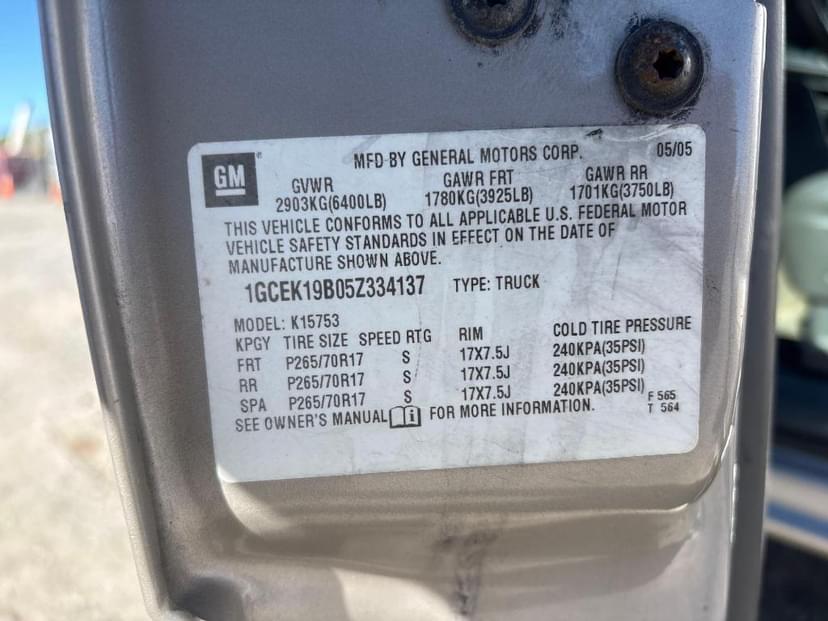 GM
MFD BY GENERAL MOTORS CORP. 05/05
GVWR GAWR FRT GAWR RR
2903KG(6400LB) 1780KG(3925LB) 1701KG(3750LB)
THIS VEHICLE CONFORMS TO ALL APPLICABLE U.S. FEDERAL MOTOR
VEHICLE SAFETY STANDARDS IN EFFECT ON THE DATE OF
MANUFACTURE SHOWN ABOVE.
1GCEK19B05Z334137 TYPE: TRUCK
MODEL: K15753
KPGY TIRE SIZE SPEED RTG RIM COLD TIRE PRESSURE
FRT P265/70R17 S 17X7.5J 240KPA(35PSI)
RR P265/70R17 S 17X7.5J 240KPA(35PSI)
SPA P265/70R17 S 17X7.5J 240KPA(35PSI)
SEE OWNER'S MANUAL i FOR MORE INFORMATION.
F 565
T 564